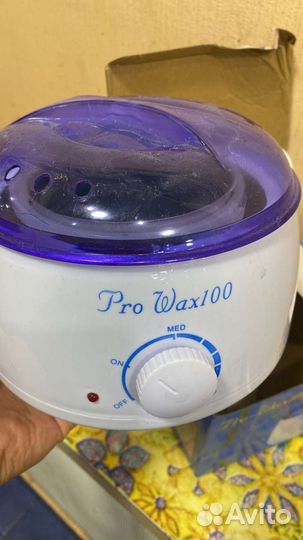 Pro Wax100
MED
ON
OFF
Avito